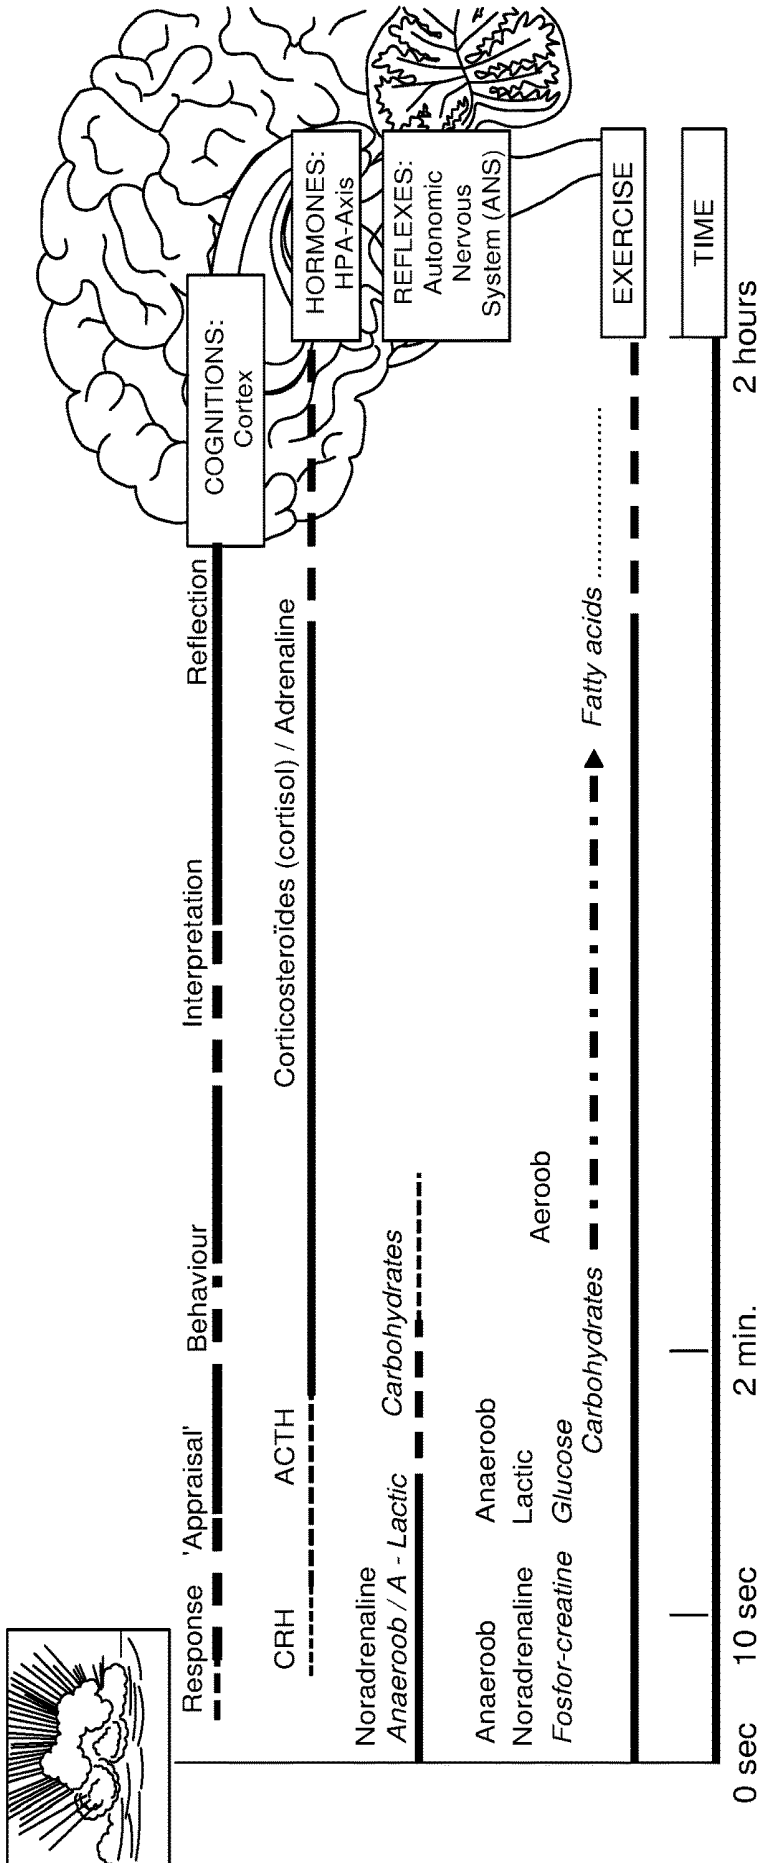 Response
'Appraisal'
Behaviour
Interpretation
Reflection
COGNITIONS:
Cortex
CRH
ACTH
Corticosteroïdes (cortisol) / Adrenaline
HORMONES:
HPA-Axis
Noradrenaline
Anaeroob / A - Lactic
Carbohydrates
REFLEXES:
Autonomic
Nervous
System (ANS)
Anaeroob
Noradrenaline
Fosfor-creatine
Anaeroob
Lactic
Glucose
Aeroob
Carbohydrates
Fatty acids
EXERCISE
TIME
0 sec
10 sec
2 min.
2 hours